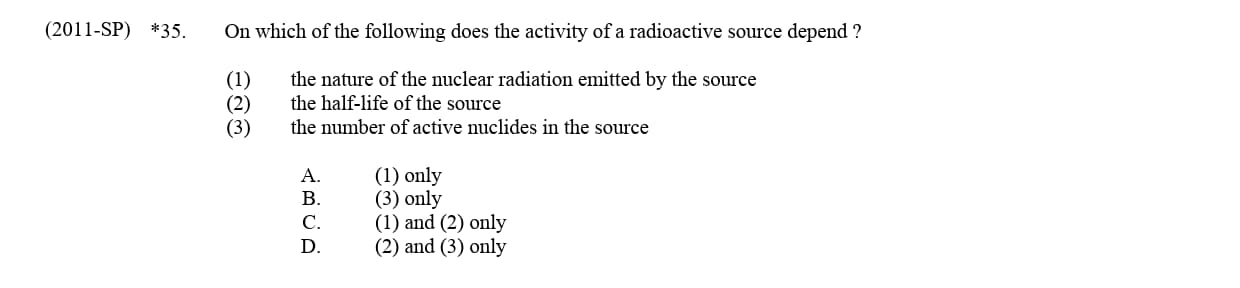 (2011-SP) *35. On which of the following does the activity of a radioactive source depend ?
(1) the nature of the nuclear radiation emitted by the source
(2) the half-life of the source
(3) the number of active nuclides in the source
A. (1) only
B. (3) only
C. (1) and (2) only
D. (2) and (3) only